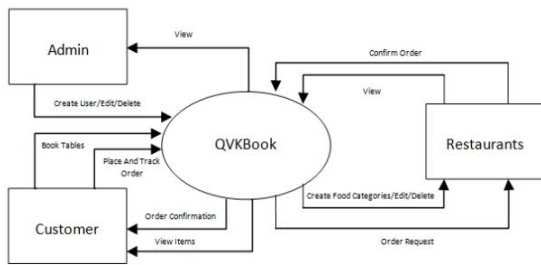 Admin
View
Create User/Edit/Delete
Confirm Order
View
Book Tables
Place And Track
Order
QVKBook
Restaurants
Create Food Categories/Edit/Delete
Customer
Order Confirmation
View Items
Order Request